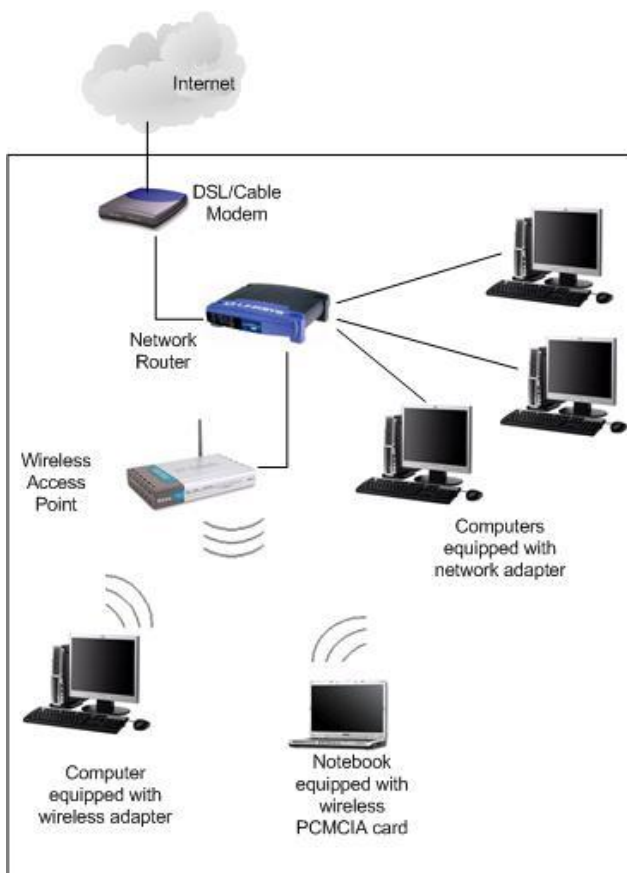 Internet
DSL/Cable
Modem
Network
Router
LINKSYS
Wireless
Access
Point
Computers
equipped with
network adapter
Computer
equipped with
wireless adapter
Notebook
equipped with
wireless
PCMCIA card